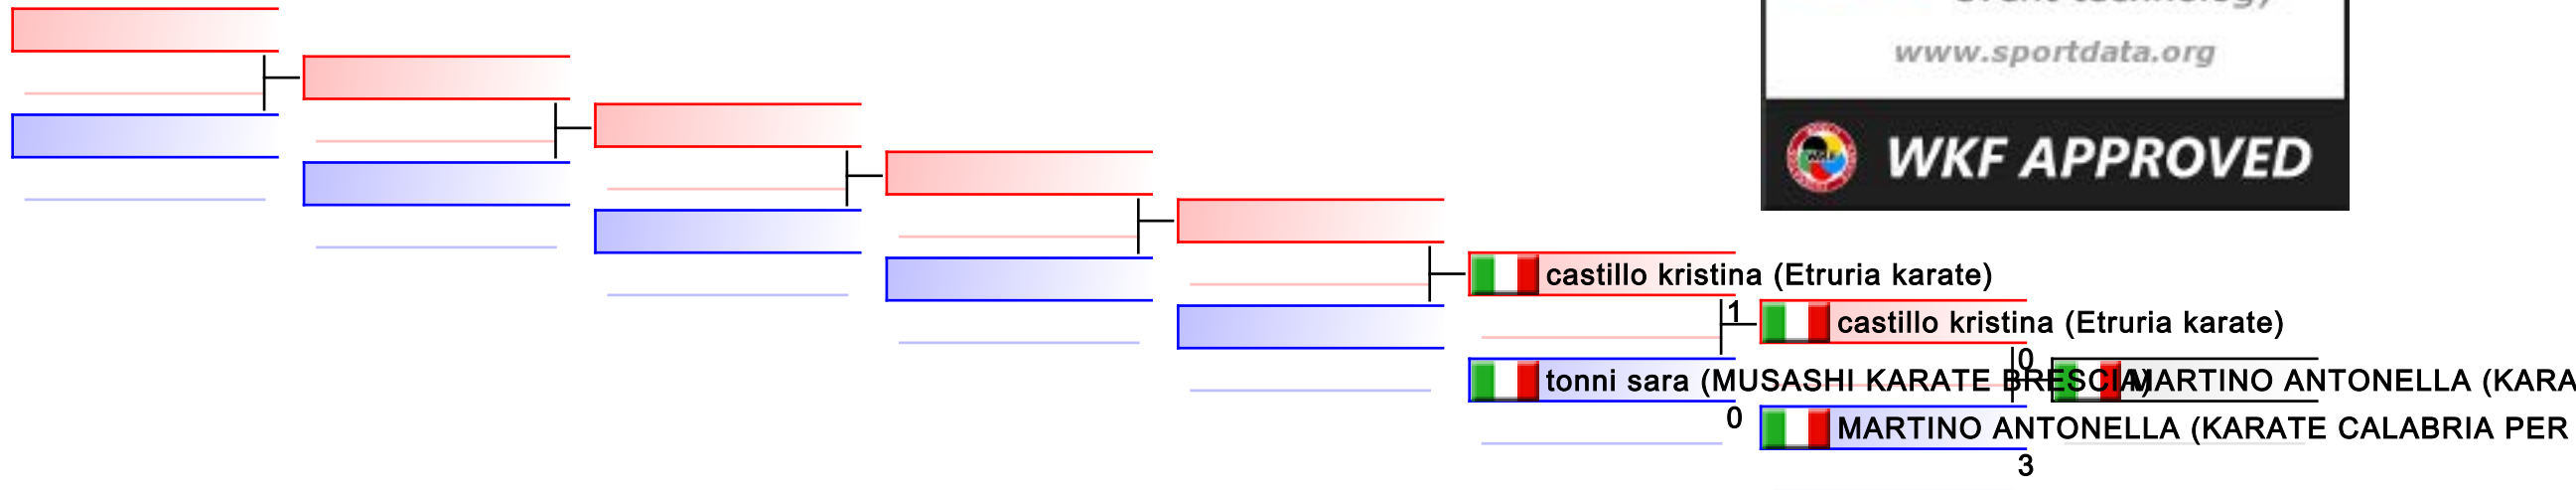 www.sportdata.org
WKF APPROVED
castillo kristina (Etruria karate)
1
castillo kristina (Etruria karate)
0
tonni sara (MUSASHI KARATE BRESCIA)
MARTINO ANTONELLA (KARA
0
MARTINO ANTONELLA (KARATE CALABRIA PER
3